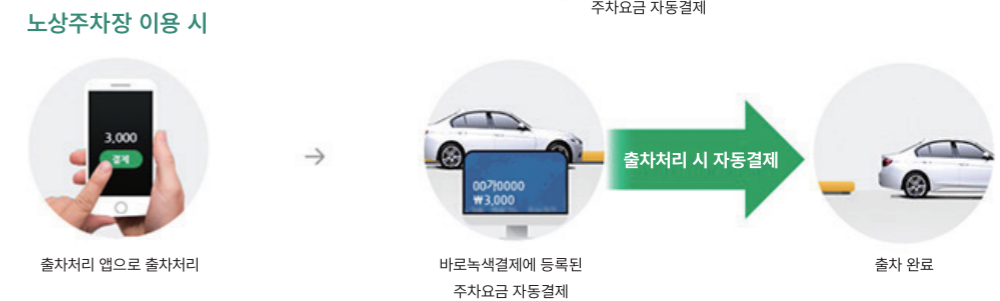 주차요금 자동결제
노상주차장 이용 시
3,000
결제
00가0000
₩3,000
출차처리 시 자동결제
출차처리 앱으로 출차처리
바로녹색결제에 등록된
주차요금 자동결제
출차 완료